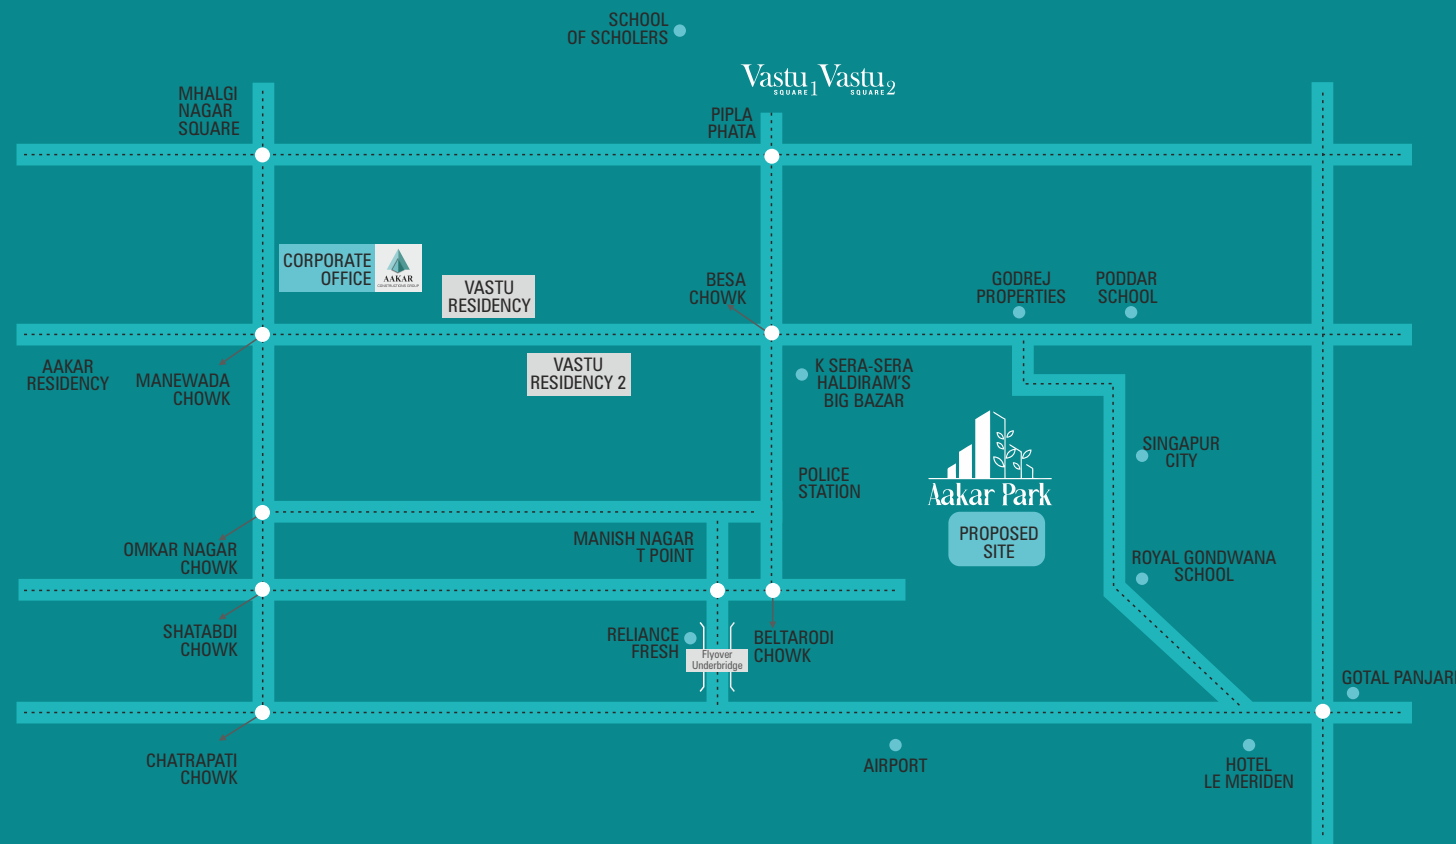 SCHOOL
OF SCHOLERS
Vastu 1 Vastu 2
SQUARE SQUARE
MHALGI
NAGAR
SQUARE
PIPLA
PHATA
CORPORATE
OFFICE
AAKAR
CONSTRUCTIONS GROUP
VASTU
RESIDENCY
BESA
CHOWK
GODREJ
PROPERTIES
PODDAR
SCHOOL
AAKAR
RESIDENCY
MANEWADA
CHOWK
VASTU
RESIDENCY 2
K SERA-SERA
HALDIRAM'S
BIG BAZAR
SINGAPUR
CITY
POLICE
STATION
Aakar Park
PROPOSED
SITE
OMKAR NAGAR
CHOWK
MANISH NAGAR
T POINT
ROYAL GONDWANA
SCHOOL
SHATABDI
CHOWK
RELIANCE
FRESH
Flyover
Underbridge
BELTARODI
CHOWK
GOTAL PANJARI
CHATRAPATI
CHOWK
AIRPORT
HOTEL
LE MERIDEN